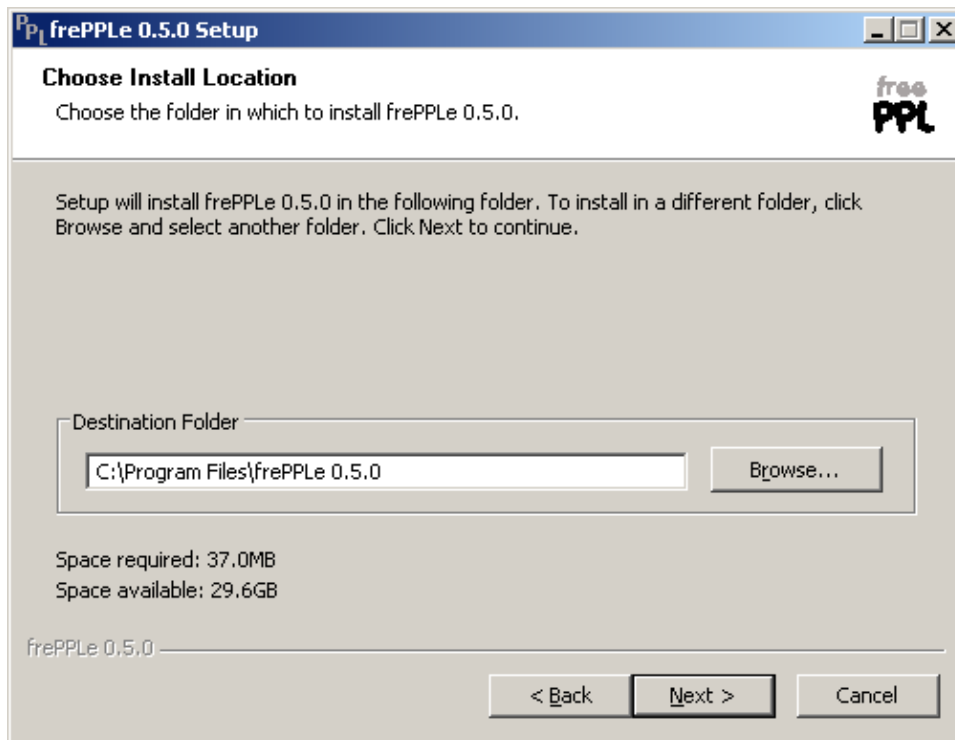 PPL frePPLe 0.5.0 Setup
Choose Install Location
Choose the folder in which to install frePPLe 0.5.0.
free
PPL
Setup will install frePPLe 0.5.0 in the following folder. To install in a different folder, click
Browse and select another folder. Click Next to continue.
Destination Folder
C:\Program Files\frePPLe 0.5.0
Browse...
Space required: 37.0MB
Space available: 29.6GB
frePPLe 0.5.0
< Back
Next >
Cancel